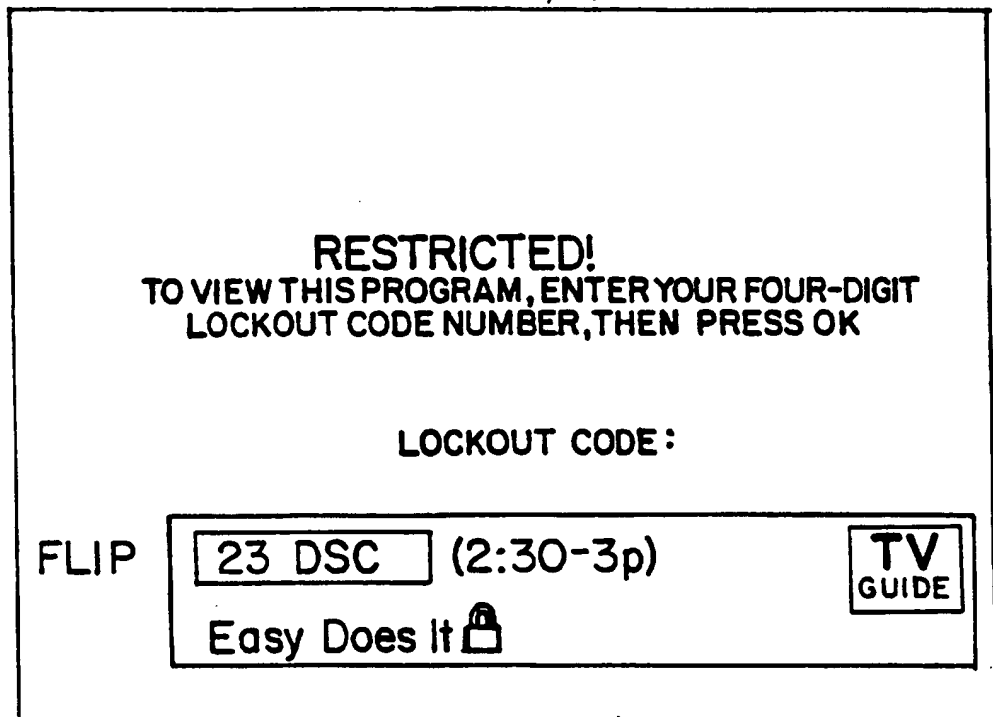 RESTRICTED!
TO VIEW THIS PROGRAM, ENTER YOUR FOUR-DIGIT
LOCKOUT CODE NUMBER, THEN PRESS OK
LOCKOUT CODE:
FLIP
23 DSC (2:30-3p)
TV
GUIDE
Easy Does It